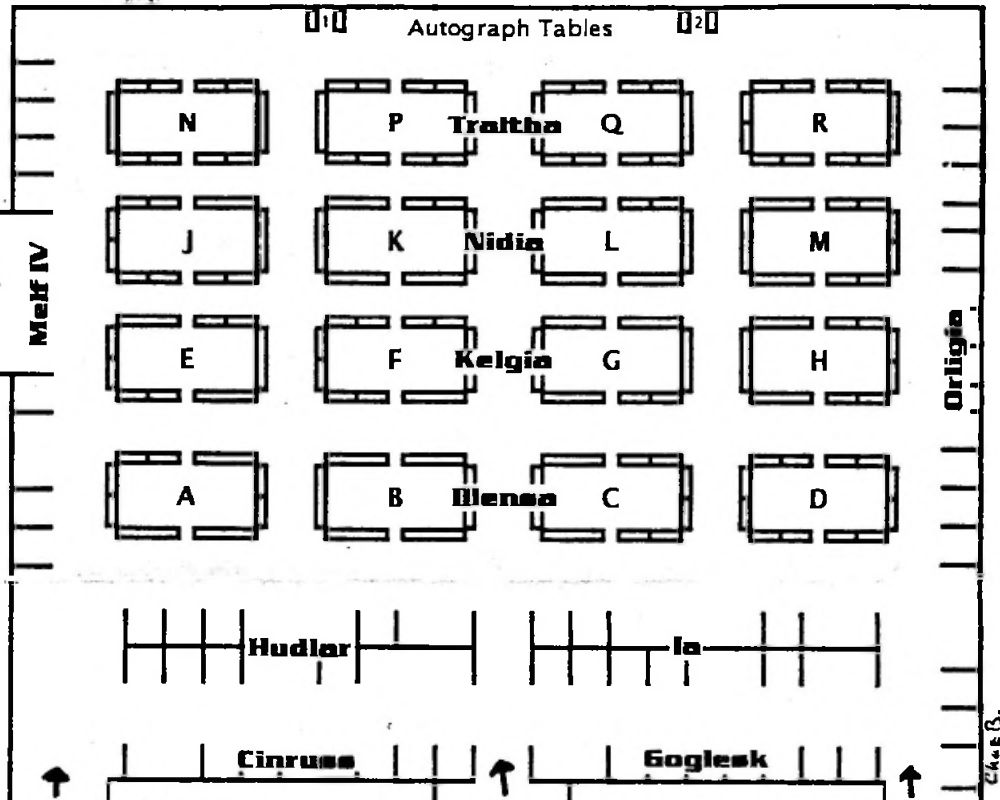 1 Autograph Tables 2
N P Traltha Q R
J K Nidia L M
Melf IV
E F Kelgia G H
Orligia
A B Illensa C D
Hudlar Ia
Cinruss Goglesk